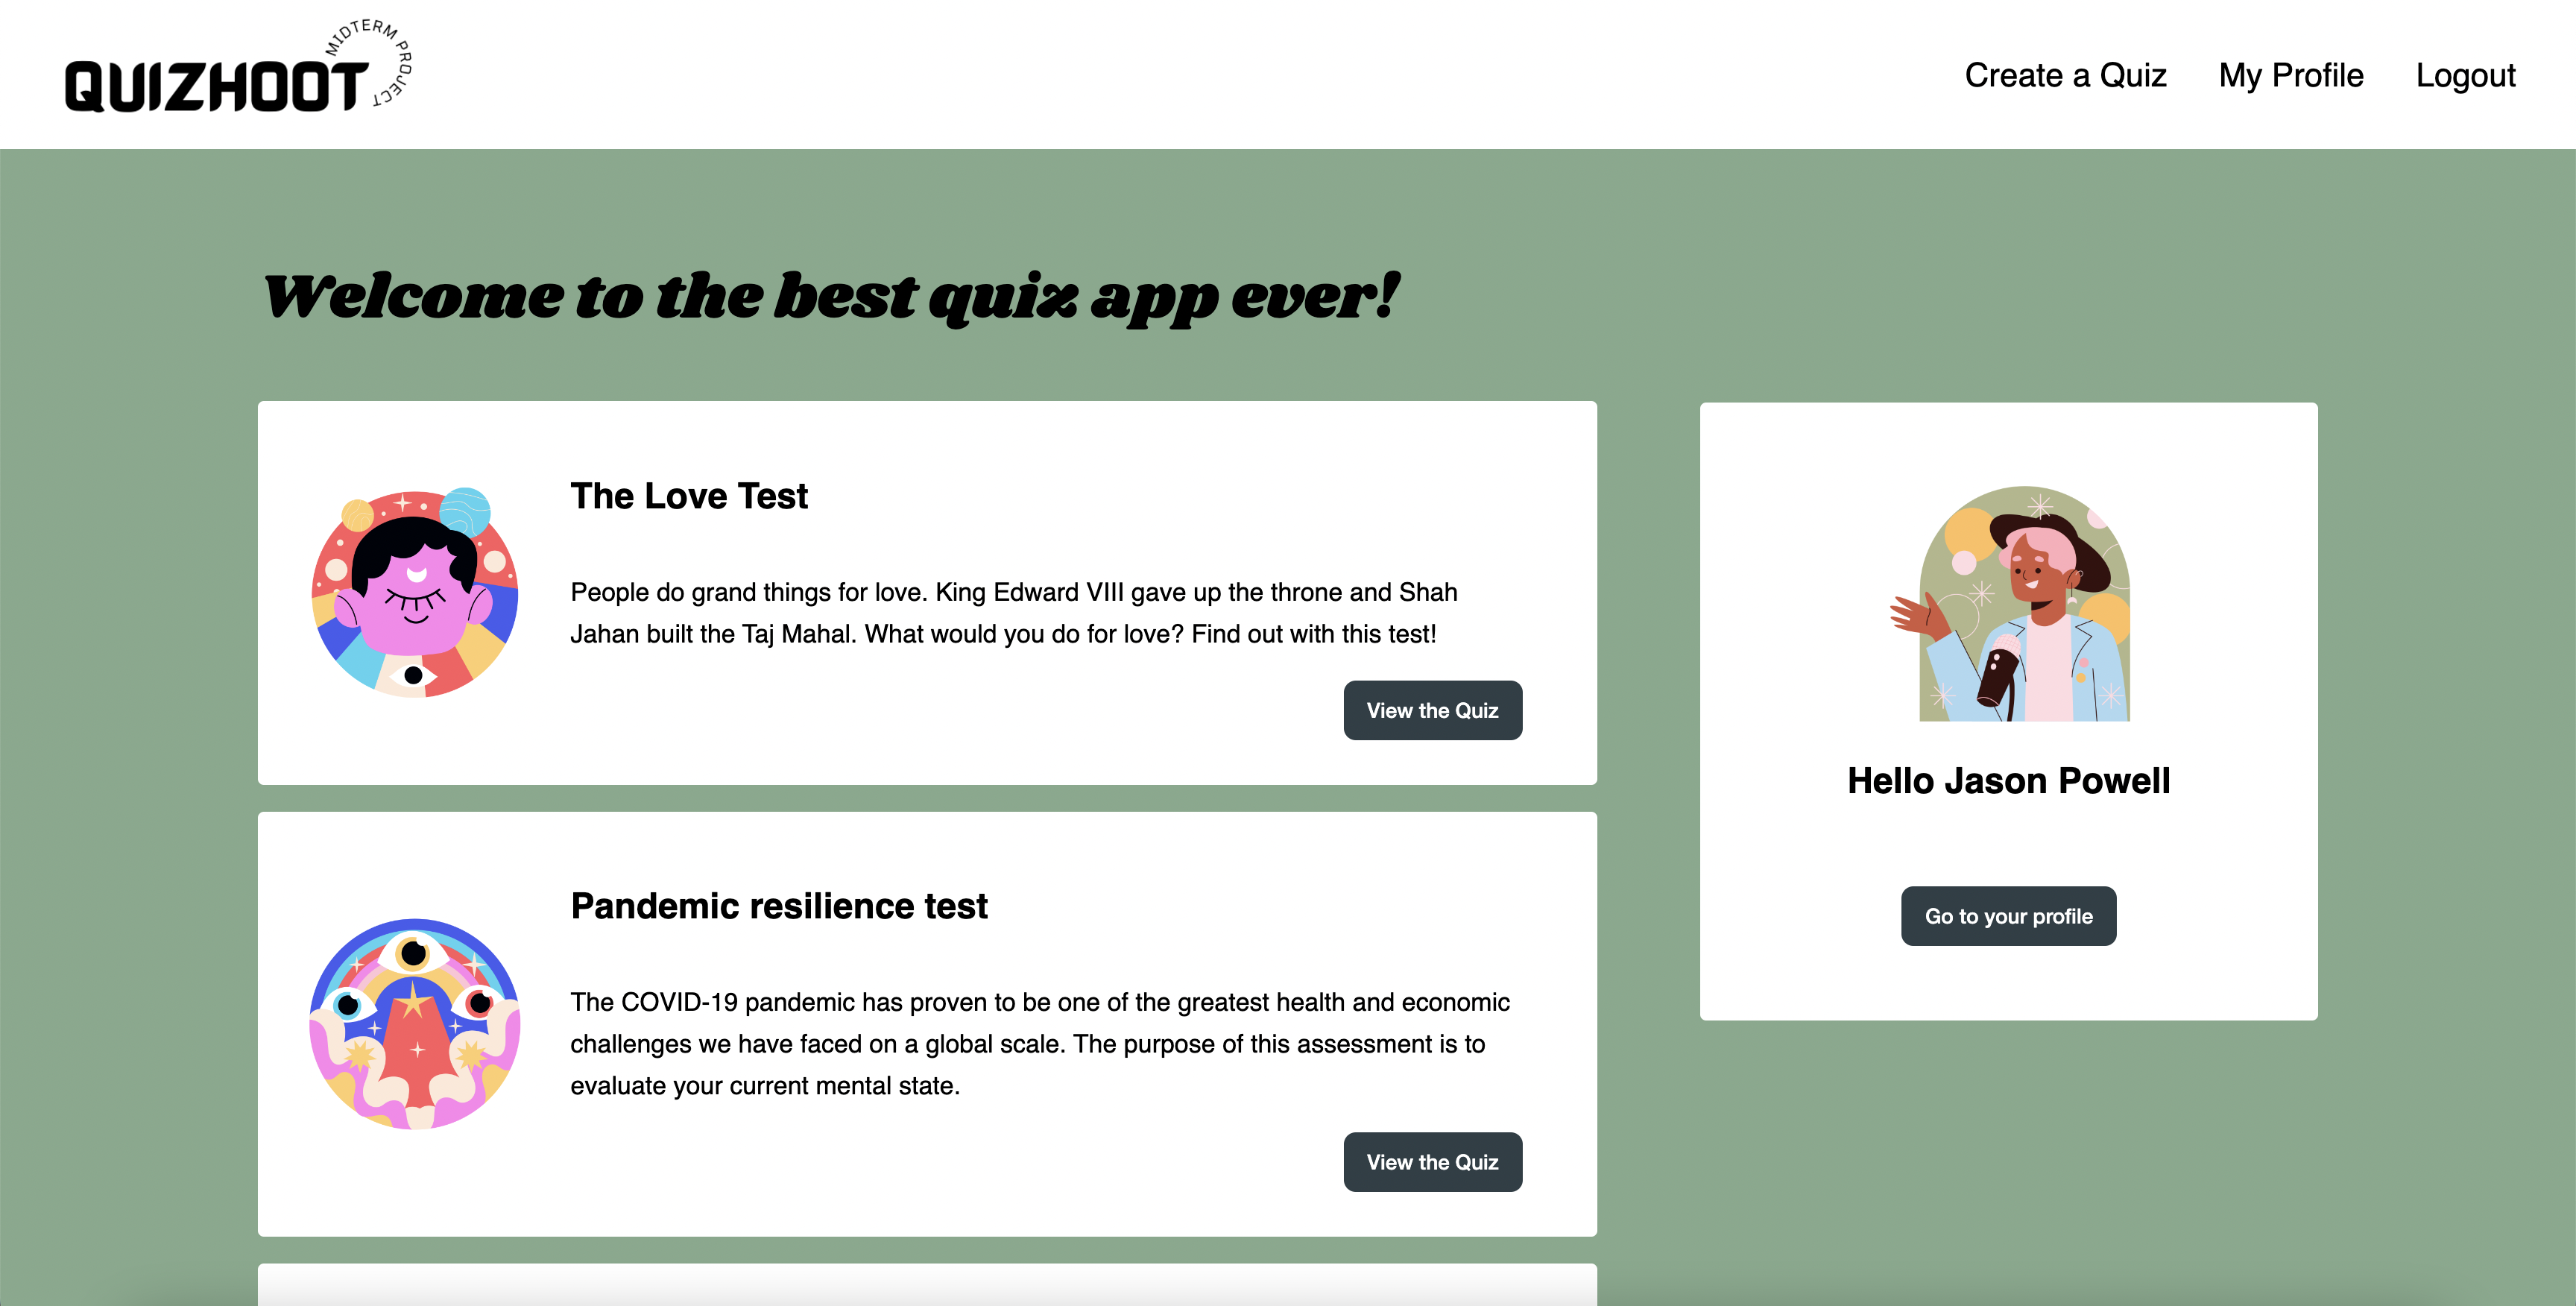 QUIZHOOT
MIDTERM PROJECT
Create a Quiz
My Profile
Logout
Welcome to the best quiz app ever!
The Love Test
People do grand things for love. King Edward VIII gave up the throne and Shah
Jahan built the Taj Mahal. What would you do for love? Find out with this test!
View the Quiz
Hello Jason Powell
Go to your profile
Pandemic resilience test
The COVID-19 pandemic has proven to be one of the greatest health and economic
challenges we have faced on a global scale. The purpose of this assessment is to
evaluate your current mental state.
View the Quiz